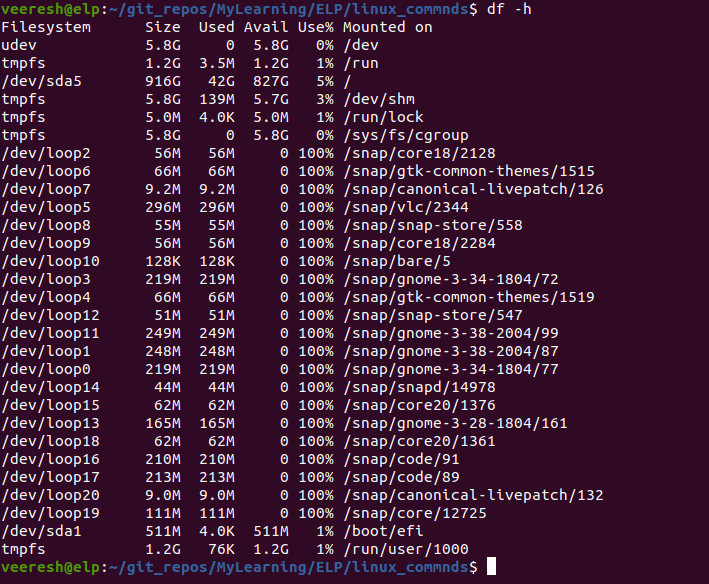 veeresh@elp:~/git_repos/MyLearning/ELP/linux_commnds$ df -h
Filesystem      Size  Used Avail Use% Mounted on
udev            5.8G     0  5.8G   0% /dev
tmpfs           1.2G  3.5M  1.2G   1% /run
/dev/sda5       916G   42G  827G   5% /
tmpfs           5.8G  139M  5.7G   3% /dev/shm
tmpfs           5.0M  4.0K  5.0M   1% /run/lock
tmpfs           5.8G     0  5.8G   0% /sys/fs/cgroup
/dev/loop2       56M   56M     0 100% /snap/core18/2128
/dev/loop6       66M   66M     0 100% /snap/gtk-common-themes/1515
/dev/loop7      9.2M  9.2M     0 100% /snap/canonical-livepatch/126
/dev/loop5      296M  296M     0 100% /snap/vlc/2344
/dev/loop8       55M   55M     0 100% /snap/snap-store/558
/dev/loop9       56M   56M     0 100% /snap/core18/2284
/dev/loop10     128K  128K     0 100% /snap/bare/5
/dev/loop3      219M  219M     0 100% /snap/gnome-3-34-1804/72
/dev/loop4       66M   66M     0 100% /snap/gtk-common-themes/1519
/dev/loop12      51M   51M     0 100% /snap/snap-store/547
/dev/loop11     249M  249M     0 100% /snap/gnome-3-38-2004/99
/dev/loop1      248M  248M     0 100% /snap/gnome-3-38-2004/87
/dev/loop0      219M  219M     0 100% /snap/gnome-3-34-1804/77
/dev/loop14      44M   44M     0 100% /snap/snapd/14978
/dev/loop15      62M   62M     0 100% /snap/core20/1376
/dev/loop13     165M  165M     0 100% /snap/gnome-3-28-1804/161
/dev/loop18      62M   62M     0 100% /snap/core20/1361
/dev/loop16     210M  210M     0 100% /snap/code/91
/dev/loop17     213M  213M     0 100% /snap/code/89
/dev/loop20     9.0M  9.0M     0 100% /snap/canonical-livepatch/132
/dev/loop19     111M  111M     0 100% /snap/core/12725
/dev/sda1       511M  4.0K  511M   1% /boot/efi
tmpfs           1.2G   76K  1.2G   1% /run/user/1000
veeresh@elp:~/git_repos/MyLearning/ELP/linux_commnds$